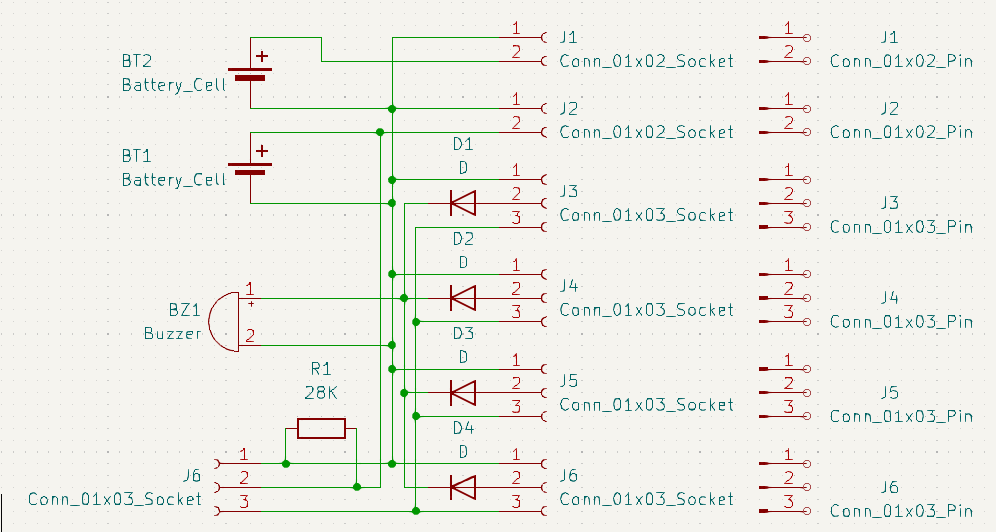 1 J1 1 J1
BT2 2 Conn_01x02_Socket 2 Conn_01x02_Pin
+
Battery_Cell
1 J2 1 J2
2 Conn_01x02_Socket 2 Conn_01x02_Pin
BT1 + D1
Battery_Cell D 1 1
2 J3 2 J3
3 Conn_01x03_Socket 3 Conn_01x03_Pin
D2
D 1 1
1 2 J4 2 J4
+
BZ1 3 Conn_01x03_Socket 3 Conn_01x03_Pin
Buzzer 2 D3
R1 D 1 1
28K 2 J5 2 J5
3 Conn_01x03_Socket 3 Conn_01x03_Pin
D4
1 D 1 1
J6 2 2 J6 2 J6
Conn_01x03_Socket 3 3 Conn_01x03_Socket 3 Conn_01x03_Pin